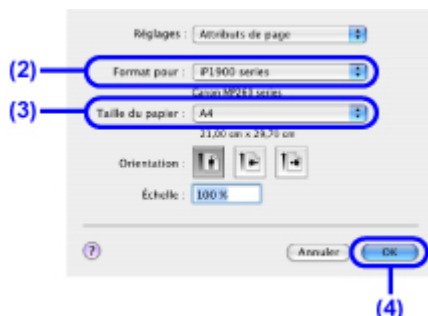 Réglages : Attributs de page
(2) Format pour : iP1900 series
Canon MP260 series
(3) Taille du papier : A4
21,00 cm x 29,70 cm
Orientation :
Échelle : 100 %
? Annuler OK
(4)